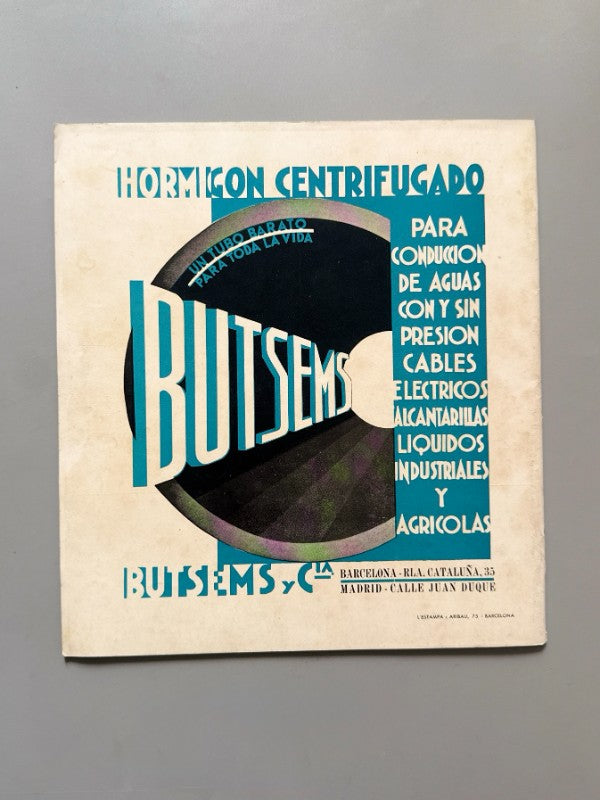 HORMIGON CENTRIFUGADO
UN TUBO BARATO
PARA TODA LA VIDA
BUTSEMS
PARA
CONDUCCION
DE AGUAS
CON Y SIN
PRESION
CABLES
ELECTRICOS
ALCANTARILLAS
LIQUIDOS
INDUSTRIALES
Y
AGRICOLAS
BUTSEMS y CIA
BARCELONA - RLA. CATALUÑA, 35
MADRID - CALLE JUAN DUQUE
L'ESTAMPA - ARIBAU, 75 - BARCELONA